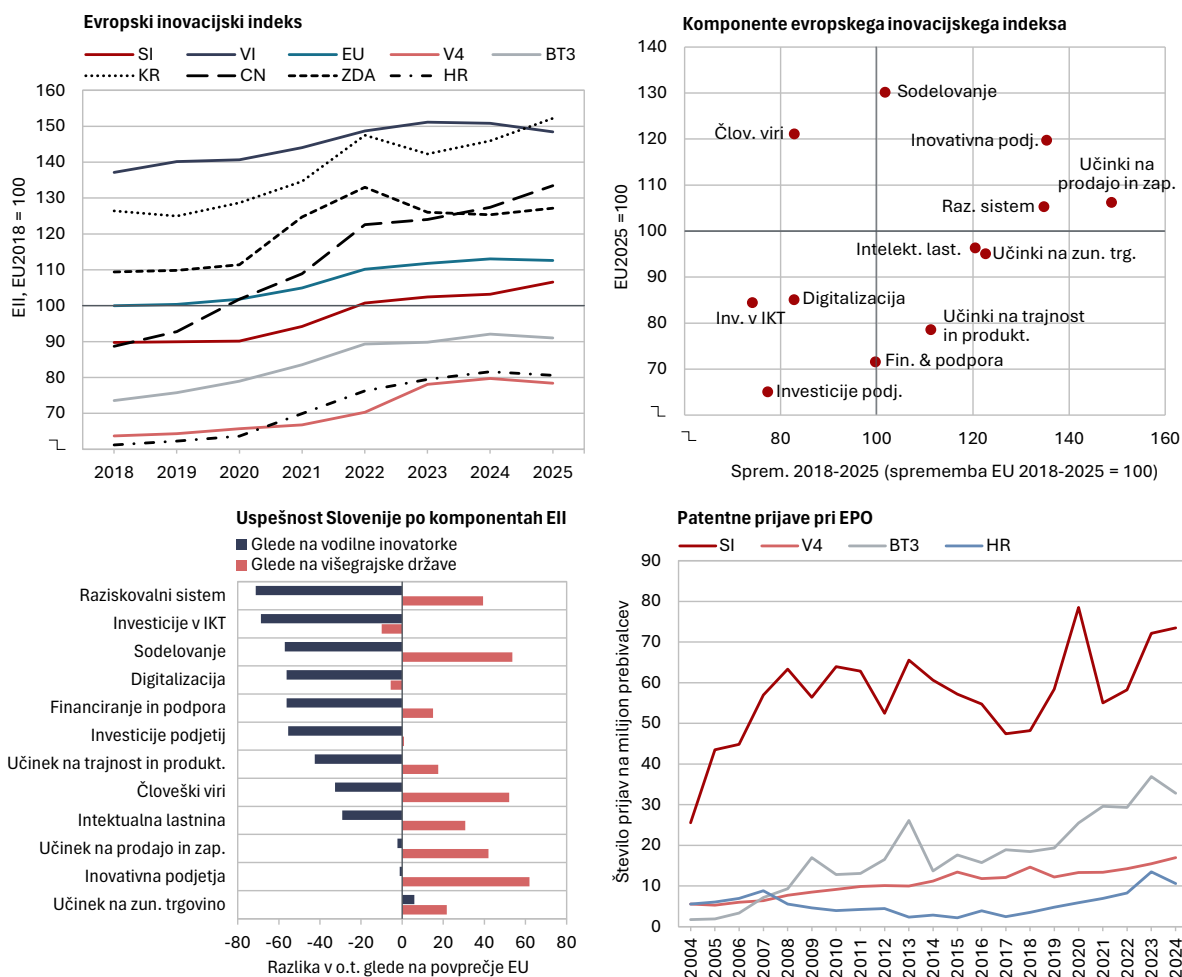 Evropski inovacijski indeks
SI
VI
EU
V4
BT3
KR
CN
ZDA
HR
EII, EU2018 = 100
160
150
140
130
120
110
100
90
80
70
2018 2019 2020 2021 2022 2023 2024 2025
Komponente evropskega inovacijskega indeksa
EU2025 =100
140
130
120
110
100
90
80
70
Sodelovanje
Člov. viri
Inovativna podj.
Učinki na
prodajo in zap.
Raz. sistem
Intelekt. last.
Učinki na zun. trg.
Digitalizacija
Inv. v IKT
Učinki na trajnost
in produkt.
Fin. & podpora
Investicije podj.
80 100 120 140 160
Sprem. 2018-2025 (sprememba EU 2018-2025 = 100)
Uspešnost Slovenije po komponentah EII
Glede na vodilne inovatorke
Glede na višegrajske države
Raziskovalni sistem
Investicije v IKT
Sodelovanje
Digitalizacija
Financiranje in podpora
Investicije podjetij
Učinek na trajnost in produkt.
Človeški viri
Intektualna lastnina
Učinek na prodajo in zap.
Inovativna podjetja
Učinek na zun. trgovino
-80 -60 -40 -20 0 20 40 60 80
Razlika v o.t. glede na povprečje EU
Patentne prijave pri EPO
SI
V4
BT3
HR
Število prijav na milijon prebivalcev
90
80
70
60
50
40
30
20
10
0
2004 2005 2006 2007 2008 2009 2010 2011 2012 2013 2014 2015 2016 2017 2018 2019 2020 2021 2022 2023 2024